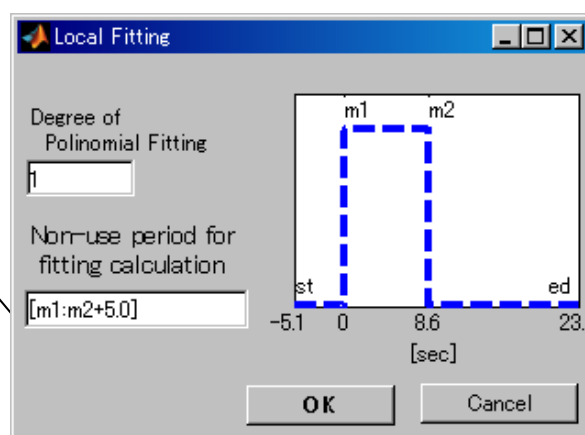 Local Fitting
Degree of
Polinomial Fitting
1
Non-use period for
fitting calculation
[m1:m2+5.0]
m1 m2
st ed
-5.1 0 8.6 23.
[sec]
OK Cancel